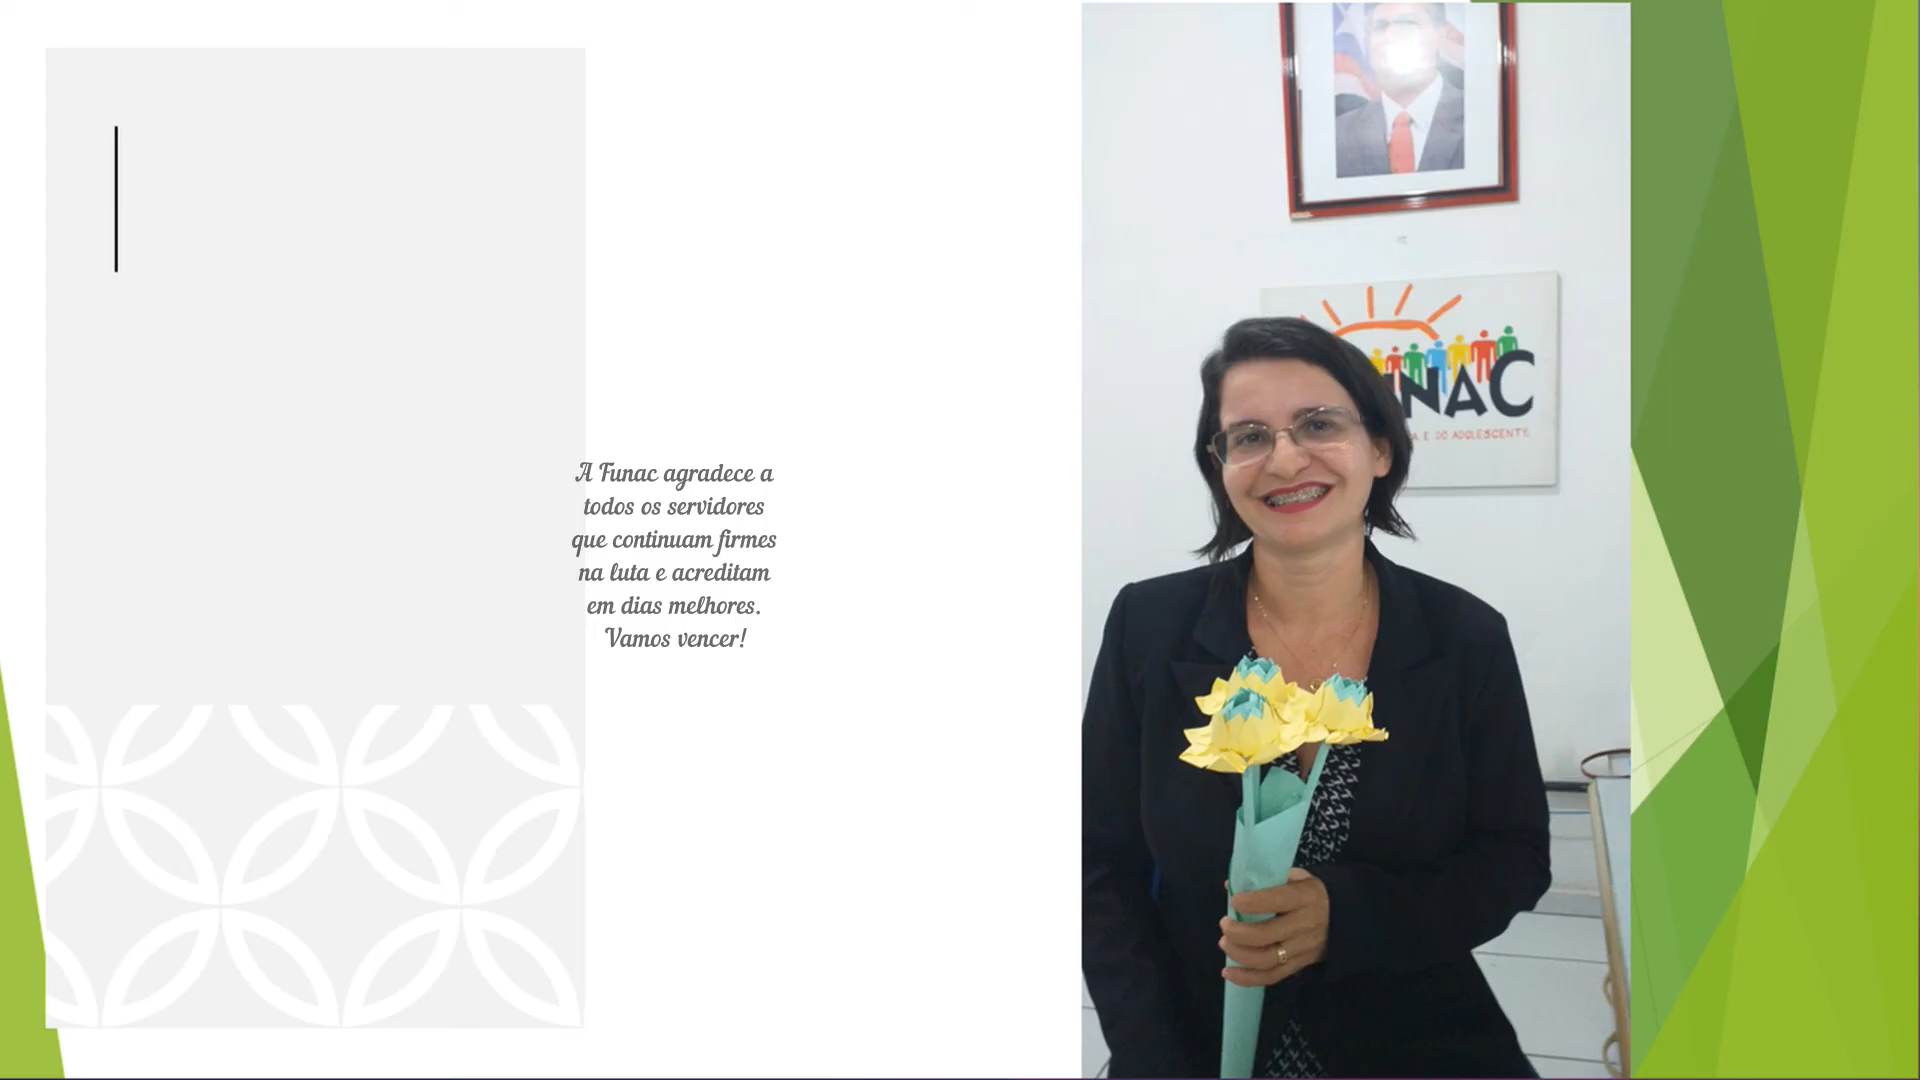 A Funac agradece a
todos os servidores
que continuam firmes
na luta e acreditam
em dias melhores.
Vamos vencer!
NAC
A E DO ADOLESCENTE